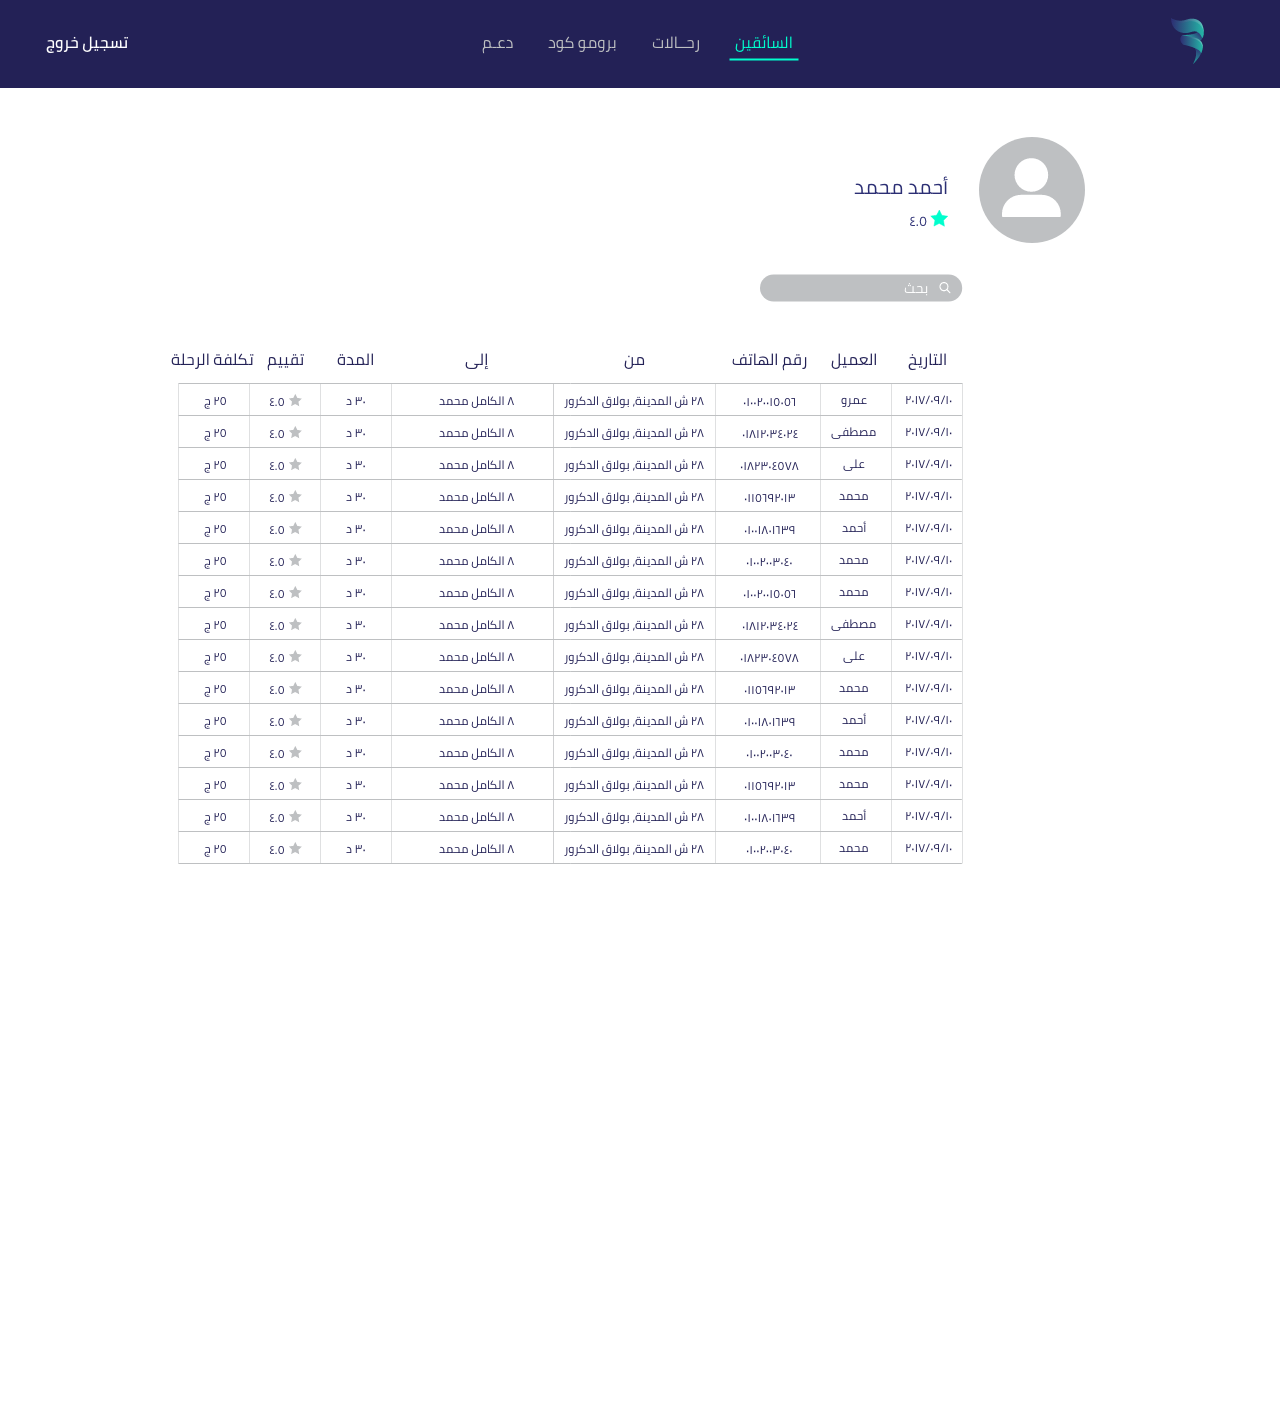 السائقين رحــالات برومو كود دعـم تسجيل خروج
أحمد محمد
٤.٥
بحث
التاريخ العميل رقم الهاتف من إلى المدة تقييم تكلفة الرحلة
٢٠١٧/٠٩/١٠ عمرو ٠١٠٠٢٠٠١٥٠٥٦ ٢٨ ش المدينة, بولاق الدكرور ٨ الكامل محمد ٣٠ د ٤.٥ ٢٥ ج
٢٠١٧/٠٩/١٠ مصطفى ٠١٨١٢٠٣٤٠٢٤ ٢٨ ش المدينة, بولاق الدكرور ٨ الكامل محمد ٣٠ د ٤.٥ ٢٥ ج
٢٠١٧/٠٩/١٠ على ٠١٨٢٣٠٤٥٧٨ ٢٨ ش المدينة, بولاق الدكرور ٨ الكامل محمد ٣٠ د ٤.٥ ٢٥ ج
٢٠١٧/٠٩/١٠ محمد ٠١١٥٦٩٢٠١٣ ٢٨ ش المدينة, بولاق الدكرور ٨ الكامل محمد ٣٠ د ٤.٥ ٢٥ ج
٢٠١٧/٠٩/١٠ أحمد ٠١٠٠١٨٠١٦٣٩ ٢٨ ش المدينة, بولاق الدكرور ٨ الكامل محمد ٣٠ د ٤.٥ ٢٥ ج
٢٠١٧/٠٩/١٠ محمد ٠١٠٠٢٠٠٣٠٤٠ ٢٨ ش المدينة, بولاق الدكرور ٨ الكامل محمد ٣٠ د ٤.٥ ٢٥ ج
٢٠١٧/٠٩/١٠ محمد ٠١٠٠٢٠٠١٥٠٥٦ ٢٨ ش المدينة, بولاق الدكرور ٨ الكامل محمد ٣٠ د ٤.٥ ٢٥ ج
٢٠١٧/٠٩/١٠ مصطفى ٠١٨١٢٠٣٤٠٢٤ ٢٨ ش المدينة, بولاق الدكرور ٨ الكامل محمد ٣٠ د ٤.٥ ٢٥ ج
٢٠١٧/٠٩/١٠ على ٠١٨٢٣٠٤٥٧٨ ٢٨ ش المدينة, بولاق الدكرور ٨ الكامل محمد ٣٠ د ٤.٥ ٢٥ ج
٢٠١٧/٠٩/١٠ محمد ٠١١٥٦٩٢٠١٣ ٢٨ ش المدينة, بولاق الدكرور ٨ الكامل محمد ٣٠ د ٤.٥ ٢٥ ج
٢٠١٧/٠٩/١٠ أحمد ٠١٠٠١٨٠١٦٣٩ ٢٨ ش المدينة, بولاق الدكرور ٨ الكامل محمد ٣٠ د ٤.٥ ٢٥ ج
٢٠١٧/٠٩/١٠ محمد ٠١٠٠٢٠٠٣٠٤٠ ٢٨ ش المدينة, بولاق الدكرور ٨ الكامل محمد ٣٠ د ٤.٥ ٢٥ ج
٢٠١٧/٠٩/١٠ محمد ٠١١٥٦٩٢٠١٣ ٢٨ ش المدينة, بولاق الدكرور ٨ الكامل محمد ٣٠ د ٤.٥ ٢٥ ج
٢٠١٧/٠٩/١٠ أحمد ٠١٠٠١٨٠١٦٣٩ ٢٨ ش المدينة, بولاق الدكرور ٨ الكامل محمد ٣٠ د ٤.٥ ٢٥ ج
٢٠١٧/٠٩/١٠ محمد ٠١٠٠٢٠٠٣٠٤٠ ٢٨ ش المدينة, بولاق الدكرور ٨ الكامل محمد ٣٠ د ٤.٥ ٢٥ ج